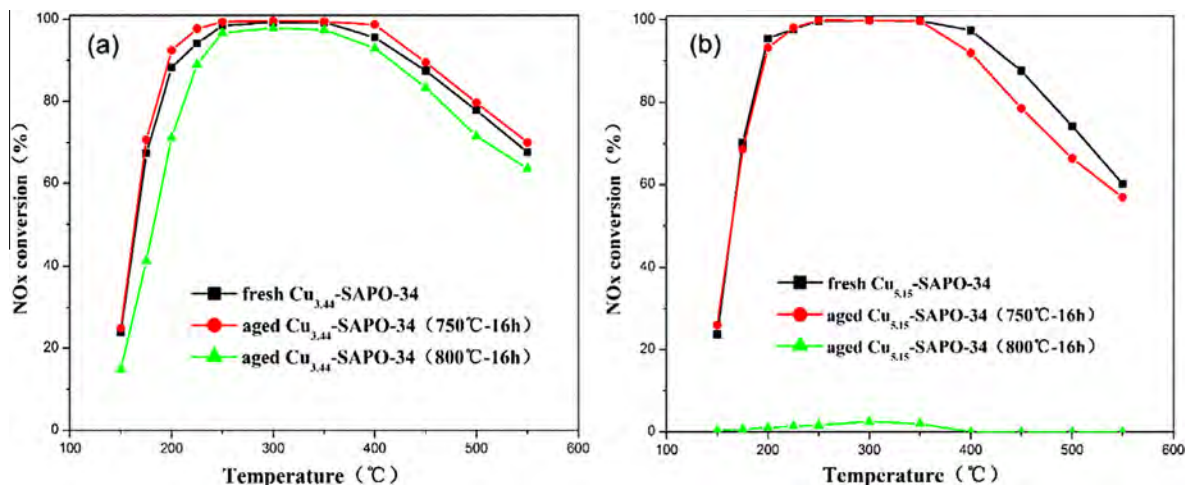 (a)
NOx conversion (%)
100
80
60
40
20
0
fresh Cu3.44-SAPO-34
aged Cu3.44-SAPO-34 (750℃-16h)
aged Cu3.44-SAPO-34 (800℃-16h)
100 200 300 400 500 600
Temperature (℃)
(b)
NOx conversion (%)
100
80
60
40
20
0
fresh Cu5.15-SAPO-34
aged Cu5.15-SAPO-34 (750℃-16h)
aged Cu5.15-SAPO-34 (800℃-16h)
100 200 300 400 500 600
Temperature (℃)